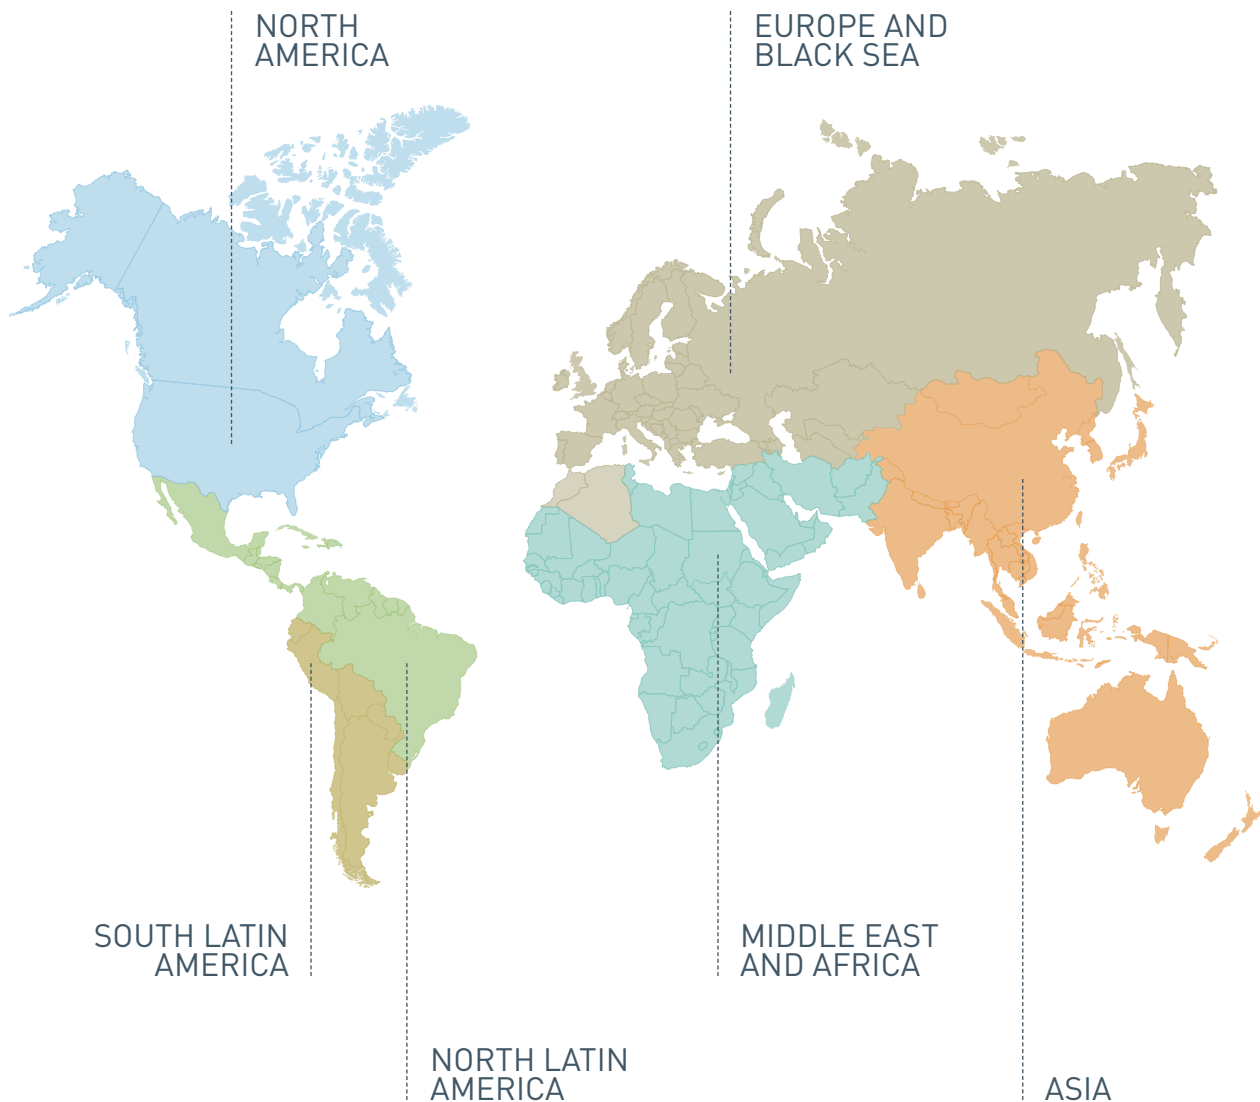 NORTH
AMERICA
EUROPE AND
BLACK SEA
SOUTH LATIN
AMERICA
MIDDLE EAST
AND AFRICA
NORTH LATIN
AMERICA
ASIA